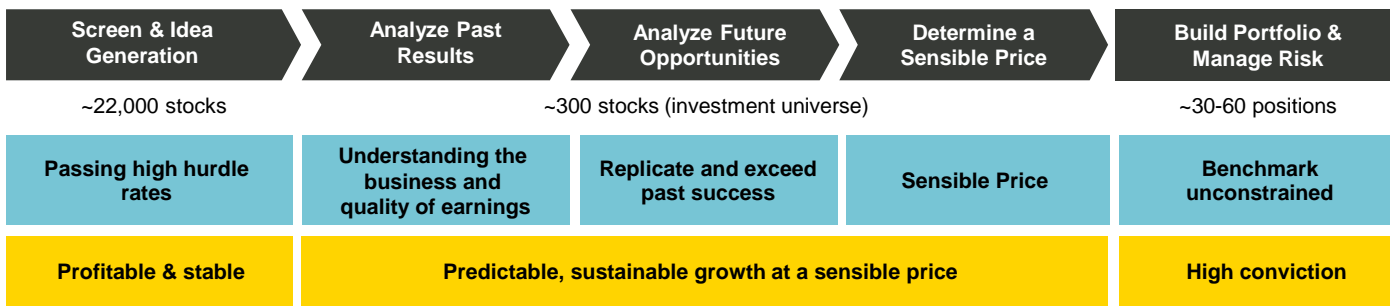 Screen & Idea
Generation
Analyze Past
Results
Analyze Future
Opportunities
Determine a
Sensible Price
Build Portfolio &
Manage Risk
~22,000 stocks
~300 stocks (investment universe)
~30-60 positions
Passing high hurdle
rates
Understanding the
business and
quality of earnings
Replicate and exceed
past success
Sensible Price
Benchmark
unconstrained
Profitable & stable
Predictable, sustainable growth at a sensible price
High conviction